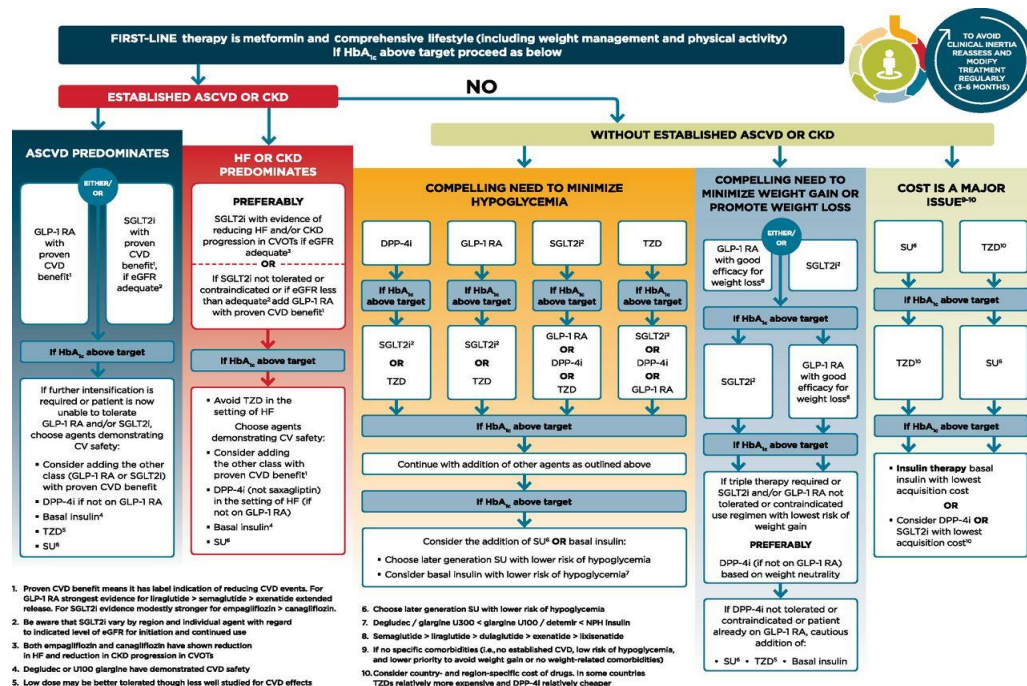 FIRST-LINE therapy is metformin and comprehensive lifestyle (including weight management and physical activity)
If HbA1c above target proceed as below
TO AVOID
CLINICAL INERTIA
REASSESS AND
MODIFY
TREATMENT
REGULARLY
(3-6 MONTHS)
ESTABLISHED ASCVD OR CKD
NO
WITHOUT ESTABLISHED ASCVD OR CKD
ASCVD PREDOMINATES
EITHER/
OR
GLP-1 RA
with
proven
CVD
benefit1
SGLT2i
with
proven
CVD
benefit1,
if eGFR
adequate2
If HbA1c above target
If further intensification is
required or patient is now
unable to tolerate
GLP-1 RA and/or SGLT2i,
choose agents demonstrating
CV safety:
▪ Consider adding the other
class (GLP-1 RA or SGLT2i)
with proven CVD benefit
▪ DPP-4i if not on GLP-1 RA
▪ Basal insulin4
▪ TZD5
▪ SU6
HF OR CKD
PREDOMINATES
PREFERABLY
SGLT2i with evidence of
reducing HF and/or CKD
progression in CVOTs if eGFR
adequate3
OR
If SGLT2i not tolerated or
contraindicated or if eGFR less
than adequate2 add GLP-1 RA
with proven CVD benefit1
If HbA1c above target
▪ Avoid TZD in the
setting of HF
Choose agents
demonstrating CV safety:
▪ Consider adding
the other class with
proven CVD benefit1
▪ DPP-4i (not saxagliptin)
in the setting of HF (if
not on GLP-1 RA)
▪ Basal insulin4
▪ SU6
COMPELLING NEED TO MINIMIZE
HYPOGLYCEMIA
DPP-4i
GLP-1 RA
SGLT2i2
TZD
If HbA1c
above target
If HbA1c
above target
If HbA1c
above target
If HbA1c
above target
SGLT2i2
OR
TZD
SGLT2i2
OR
TZD
GLP-1 RA
OR
DPP-4i
OR
TZD
SGLT2i2
OR
DPP-4i
OR
GLP-1 RA
If HbA1c above target
Continue with addition of other agents as outlined above
If HbA1c above target
Consider the addition of SU6 OR basal insulin:
▪ Choose later generation SU with lower risk of hypoglycemia
▪ Consider basal insulin with lower risk of hypoglycemia7
COMPELLING NEED TO
MINIMIZE WEIGHT GAIN OR
PROMOTE WEIGHT LOSS
EITHER/
OR
GLP-1 RA
with good
efficacy for
weight loss8
SGLT2i2
If HbA1c above target
SGLT2i2
GLP-1 RA
with good
efficacy for
weight loss8
If HbA1c above target
If triple therapy required or
SGLT2i and/or GLP-1 RA not
tolerated or contraindicated
use regimen with lowest risk of
weight gain
PREFERABLY
DPP-4i (if not on GLP-1 RA)
based on weight neutrality
If DPP-4i not tolerated or
contraindicated or patient
already on GLP-1 RA, cautious
addition of:
• SU6 • TZD5 • Basal insulin
COST IS A MAJOR
ISSUE9-10
SU6
TZD10
If HbA1c above target
TZD10
SU6
If HbA1c above target
▪ Insulin therapy basal
insulin with lowest
acquisition cost
OR
▪ Consider DPP-4i OR
SGLT2i with lowest
acquisition cost10
1. Proven CVD benefit means it has label indication of reducing CVD events. For
GLP-1 RA strongest evidence for liraglutide > semaglutide > exenatide extended
release. For SGLT2i evidence modestly stronger for empagliflozin > canagliflozin.
2. Be aware that SGLT2i vary by region and individual agent with regard
to indicated level of eGFR for initiation and continued use
3. Both empagliflozin and canagliflozin have shown reduction
in HF and reduction in CKD progression in CVOTs
4. Degludec or U100 glargine have demonstrated CVD safety
5. Low dose may be better tolerated though less well studied for CVD effects
6. Choose later generation SU with lower risk of hypoglycemia
7. Degludec / glargine U300 < glargine U100 / detemir < NPH insulin
8. Semaglutide > liraglutide > dulaglutide > exenatide > lixisenatide
9. If no specific comorbidities (i.e., no established CVD, low risk of hypoglycemia,
and lower priority to avoid weight gain or no weight-related comorbidities)
10. Consider country- and region-specific cost of drugs. In some countries
TZDs relatively more expensive and DPP-4i relatively cheaper